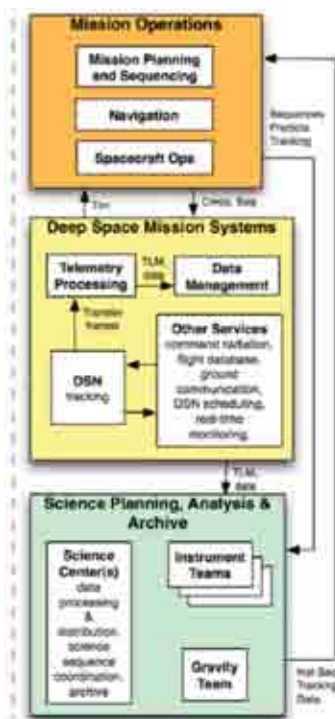 Mission Operations
Mission Planning
and Sequencing
Navigation
Spacecraft Ops
Sequences
Predicts
Tracking
Tlm
Deep Space Mission Systems
Telemetry
Processing
TLM,
data
Data
Management
Transfer
frames
DSN
tracking
Other Services
command radiation,
flight database,
ground
communication,
DSN scheduling,
real-time
monitoring,
TLM,
data
Science Planning, Analysis &
Archive
Science
Center(s)
data
processing
&
distribution,
science
sequence
coordination,
archive
Instrument
Teams
Gravity
Team
Tracking
Data